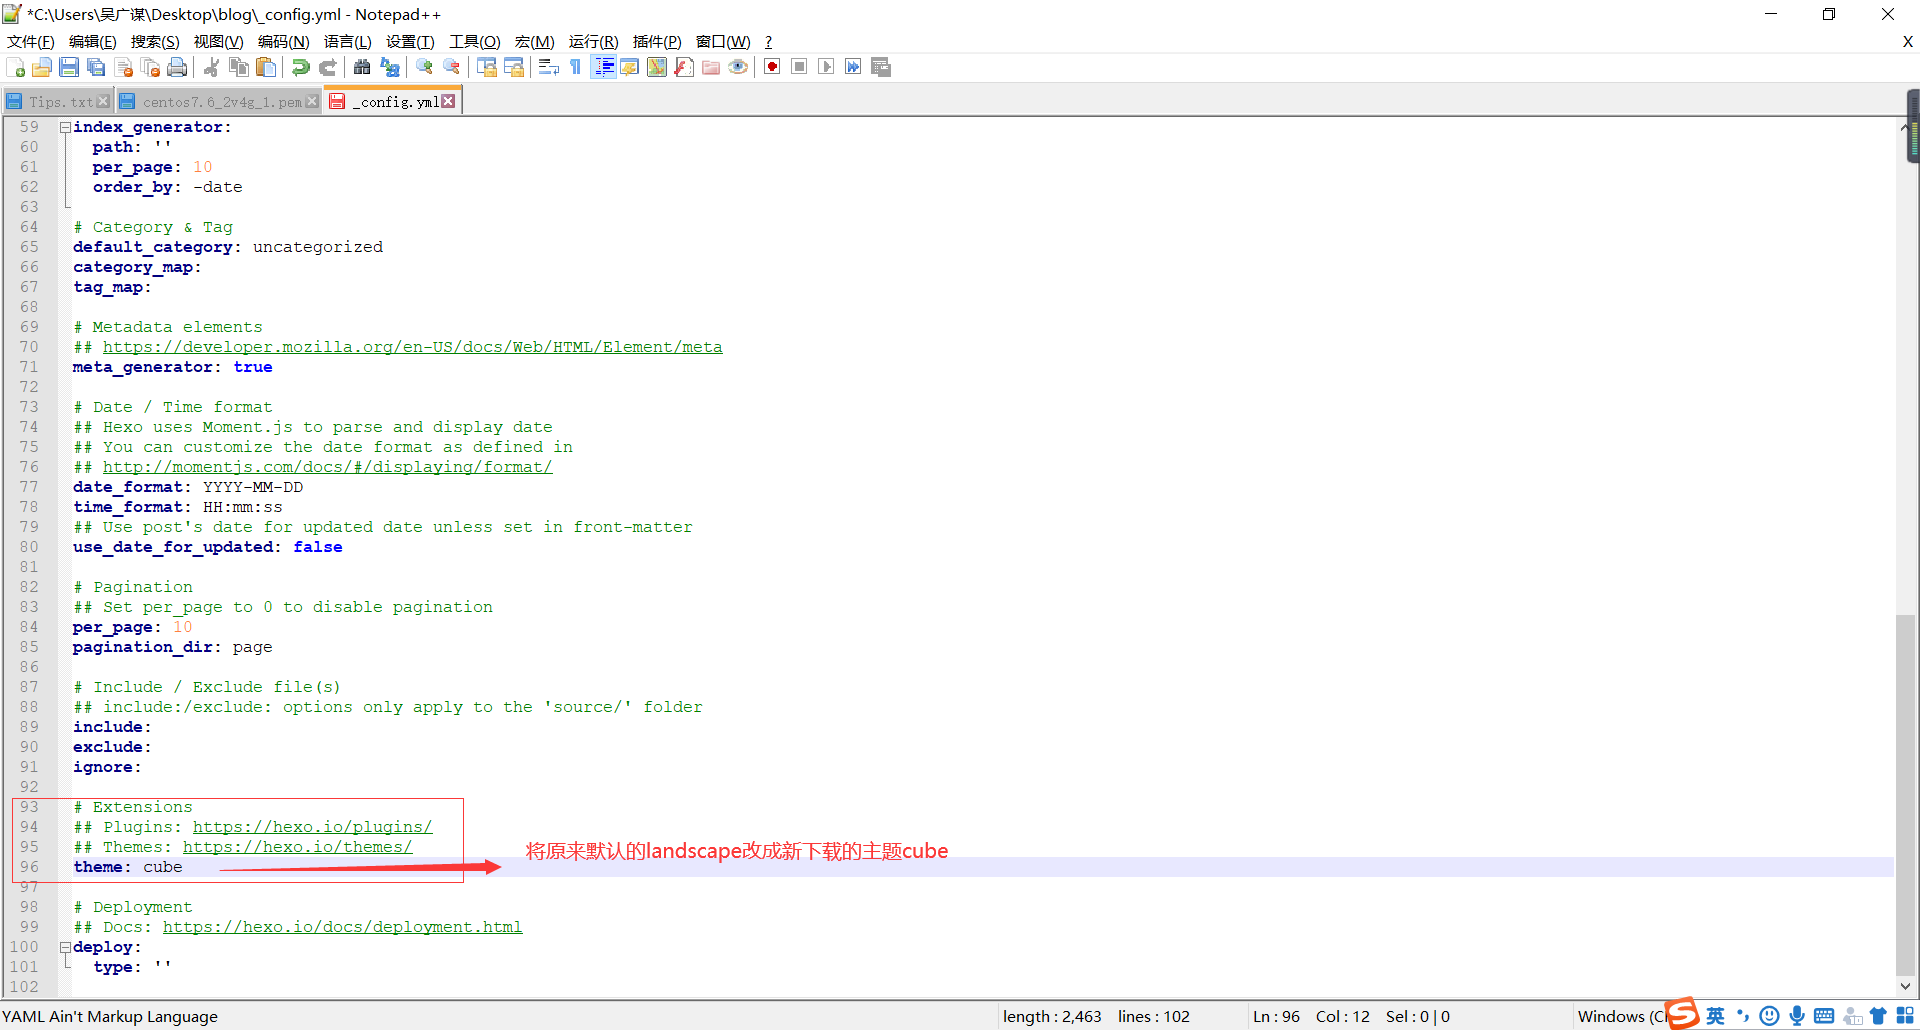 *C:\Users\吴广谋\Desktop\blog\_config.yml - Notepad++
文件(F) 编辑(E) 搜索(S) 视图(V) 编码(N) 语言(L) 设置(T) 工具(O) 宏(M) 运行(R) 插件(P) 窗口(W) ? X
Tips.txt centos7.6_2v4g_1.pem _config.yml
59 index_generator:
60 path: ''
61 per_page: 10
62 order_by: -date
63
64 # Category & Tag
65 default_category: uncategorized
66 category_map:
67 tag_map:
68
69 # Metadata elements
70 ## https://developer.mozilla.org/en-US/docs/Web/HTML/Element/meta
71 meta_generator: true
72
73 # Date / Time format
74 ## Hexo uses Moment.js to parse and display date
75 ## You can customize the date format as defined in
76 ## http://momentjs.com/docs/#/displaying/format/
77 date_format: YYYY-MM-DD
78 time_format: HH:mm:ss
79 ## Use post's date for updated date unless set in front-matter
80 use_date_for_updated: false
81
82 # Pagination
83 ## Set per_page to 0 to disable pagination
84 per_page: 10
85 pagination_dir: page
86
87 # Include / Exclude file(s)
88 ## include:/exclude: options only apply to the 'source/' folder
89 include:
90 exclude:
91 ignore:
92
93 # Extensions
94 ## Plugins: https://hexo.io/plugins/
95 ## Themes: https://hexo.io/themes/
将原来默认的landscape改成新下载的主题cube
96 theme: cube
97
98 # Deployment
99 ## Docs: https://hexo.io/docs/deployment.html
100 deploy:
101 type: ''
102
YAML Ain't Markup Language length : 2,463 lines : 102 Ln : 96 Col : 12 Sel : 0 | 0 Windows (C S 英